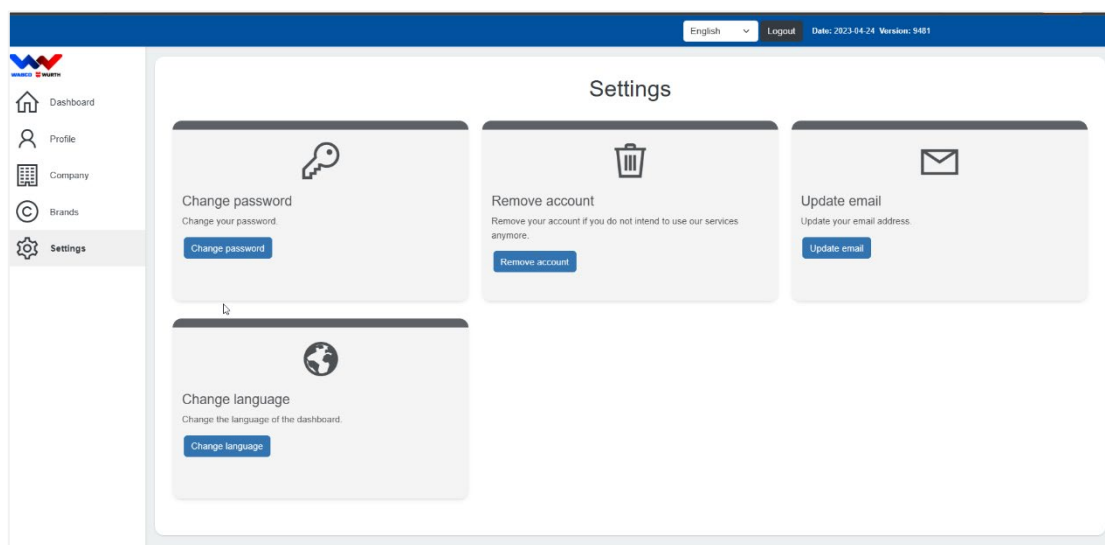 English
Logout
Date: 2023-04-24 Version: 9481
WABCO WURTH
Dashboard
Profile
Company
Brands
Settings
Settings
Change password
Change your password.
Change password
Remove account
Remove your account if you do not intend to use our services
anymore.
Remove account
Update email
Update your email address.
Update email
Change language
Change the language of the dashboard.
Change language